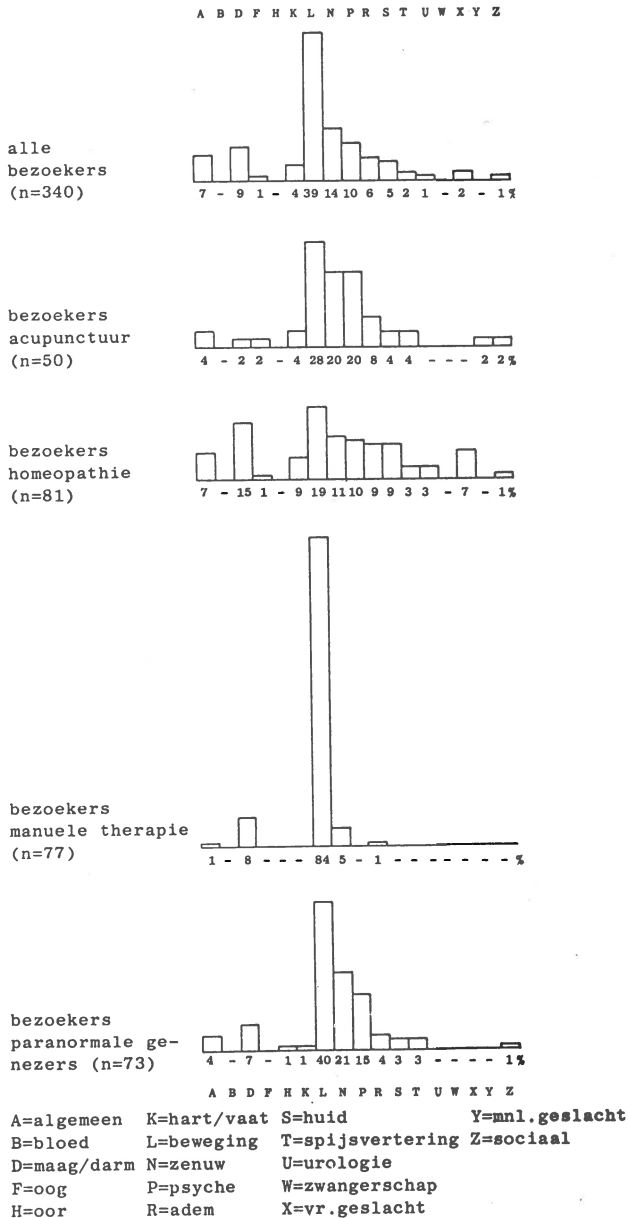 A B D F H K L N P R S T U W X Y Z
alle
bezoekers
(n=340)
7 - 9 1 - 4 39 14 10 6 5 2 1 - 2 - 1%
bezoekers
acupunctuur
(n=50)
4 - 2 2 - 4 28 20 20 8 4 4 - - - 2 2%
bezoekers
homeopathie
(n=81)
7 - 15 1 - 9 19 11 10 9 9 3 3 - 7 - 1%
bezoekers
manuele therapie
(n=77)
1 - 8 - - - 84 5 - 1 - - - - - - - %
bezoekers
paranormale ge-
nezers (n=73)
4 - 7 - 1 1 40 21 15 4 3 3 - - - - 1%
A B D F H K L N P R S T U W X Y Z
A=algemeen K=hart/vaat S=huid Y=mnl.geslacht
B=bloed L=beweging T=spijsvertering Z=sociaal
D=maag/darm N=zenuw U=urologie
F=oog P=psyche W=zwangerschap
H=oor R=adem X=vr.geslacht